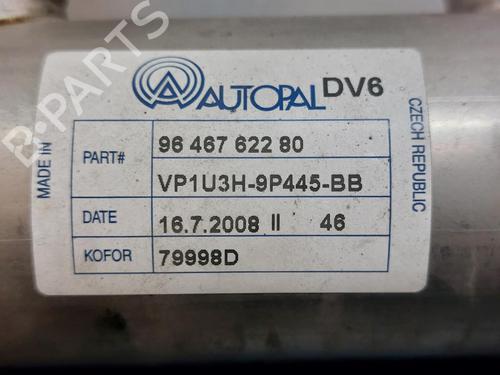 AUTOPAL DV6
MADE IN
CZECH REPUBLIC
PART# 96 467 622 80
VP1U3H-9P445-BB
DATE 16.7.2008 II 46
KOFOR 79998D
B-PARTS